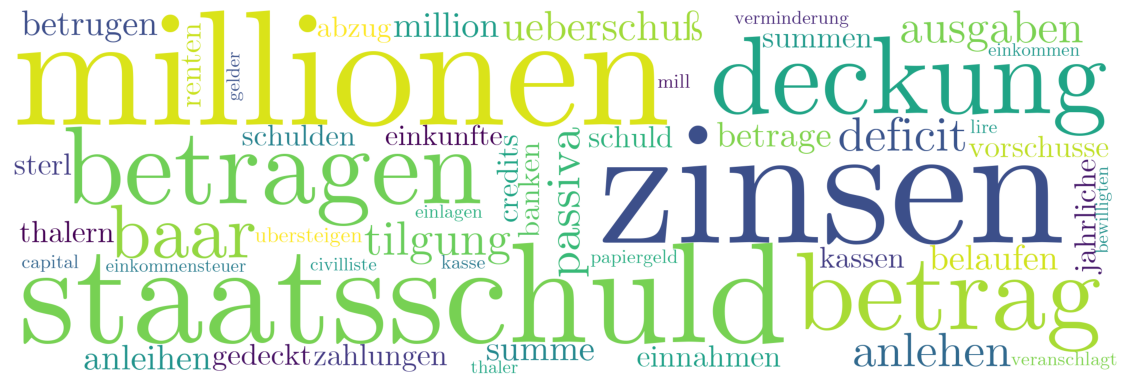 betrugen
abzug
million
ueberschuß
verminderung
summen
ausgaben
einkommen
millionen
renten
gelder
mill
deckung
schulden
einkunfte
schuld
betrage
deficit
lire
vorschusse
sterl
betragen
credits
banken
passiva
zinsen
jahrliche
bewilligten
einlagen
thalern
baar
ubersteigen
tilgung
papiergeld
kassen
belaufen
capital
einkommensteuer
civilliste
kasse
staatsschuld
betrag
anleihen
gedeckt
zahlungen
summe
thaler
einnahmen
anlehen
veranschlagt